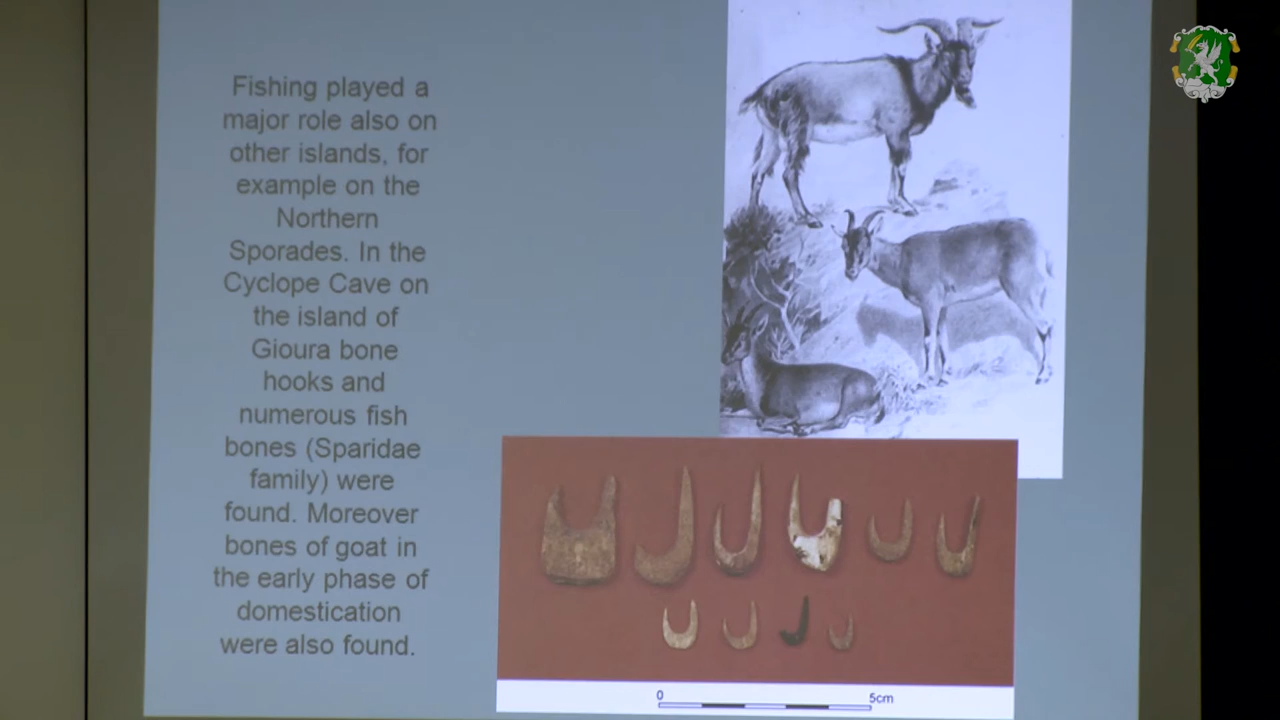 Fishing played a
major role also on
other islands, for
example on the
Northern
Sporades. In the
Cyclope Cave on
the island of
Gioura bone
hooks and
numerous fish
bones (Sparidae
family) were
found. Moreover
bones of goat in
the early phase of
domestication
were also found.
0 5cm